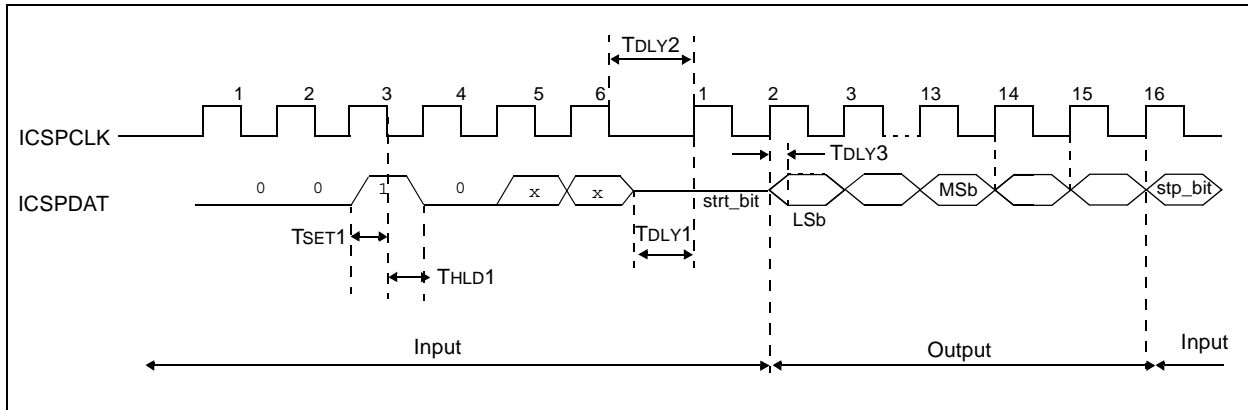 TDLY2
1 2 3 4 5 6 1 2 3 13 14 15 16
ICSPCLK
TDLY3
ICSPDAT
0 0 1 0 x x strt_bit LSb MSb stp_bit
TSET1
TDLY1
THLD1
Input Output Input